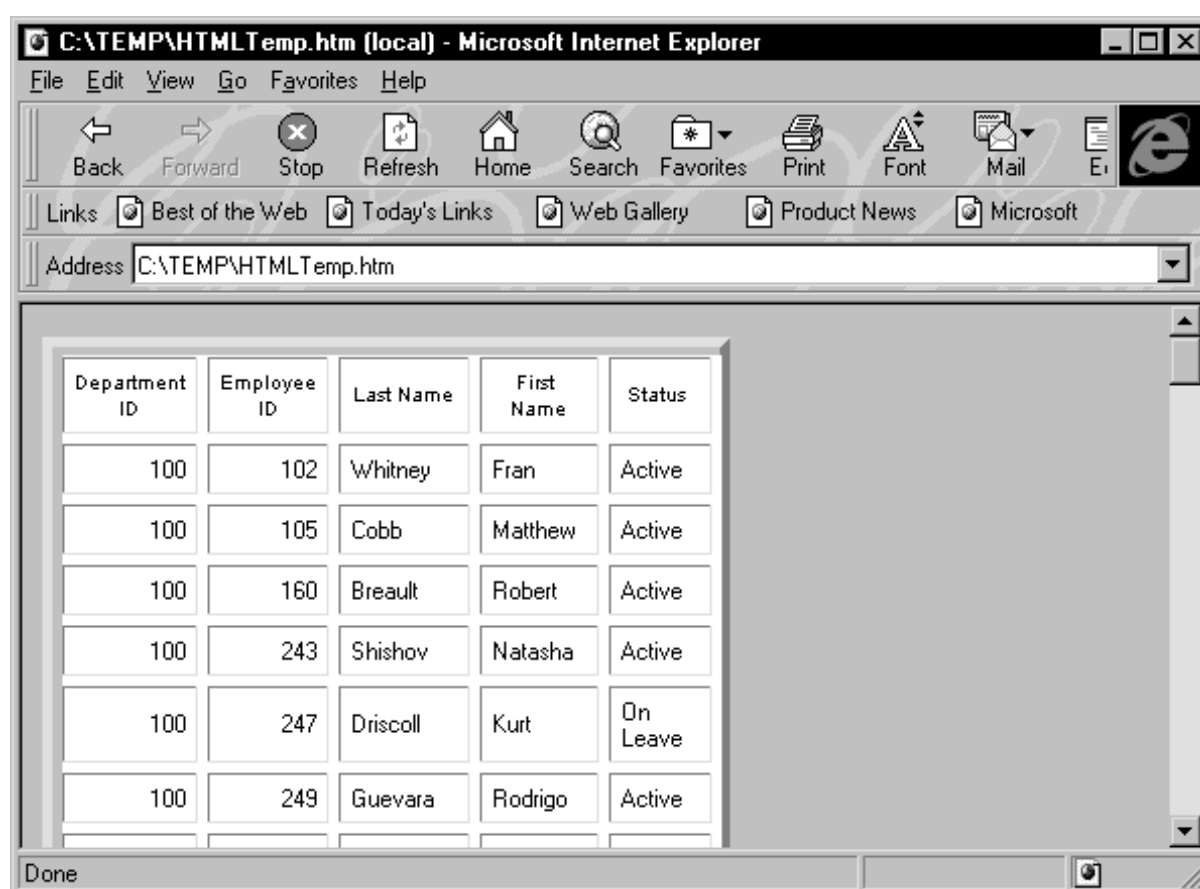 C:\TEMP\HTMLTemp.htm (local) - Microsoft Internet Explorer
File Edit View Go Favorites Help
Back Forward Stop Refresh Home Search Favorites Print Font Mail
Links Best of the Web Today's Links Web Gallery Product News Microsoft
Address C:\TEMP\HTMLTemp.htm
Department ID Employee ID Last Name First Name Status
100 102 Whitney Fran Active
100 105 Cobb Matthew Active
100 160 Breault Robert Active
100 243 Shishov Natasha Active
100 247 Driscoll Kurt On Leave
100 249 Guevara Rodrigo Active
Done